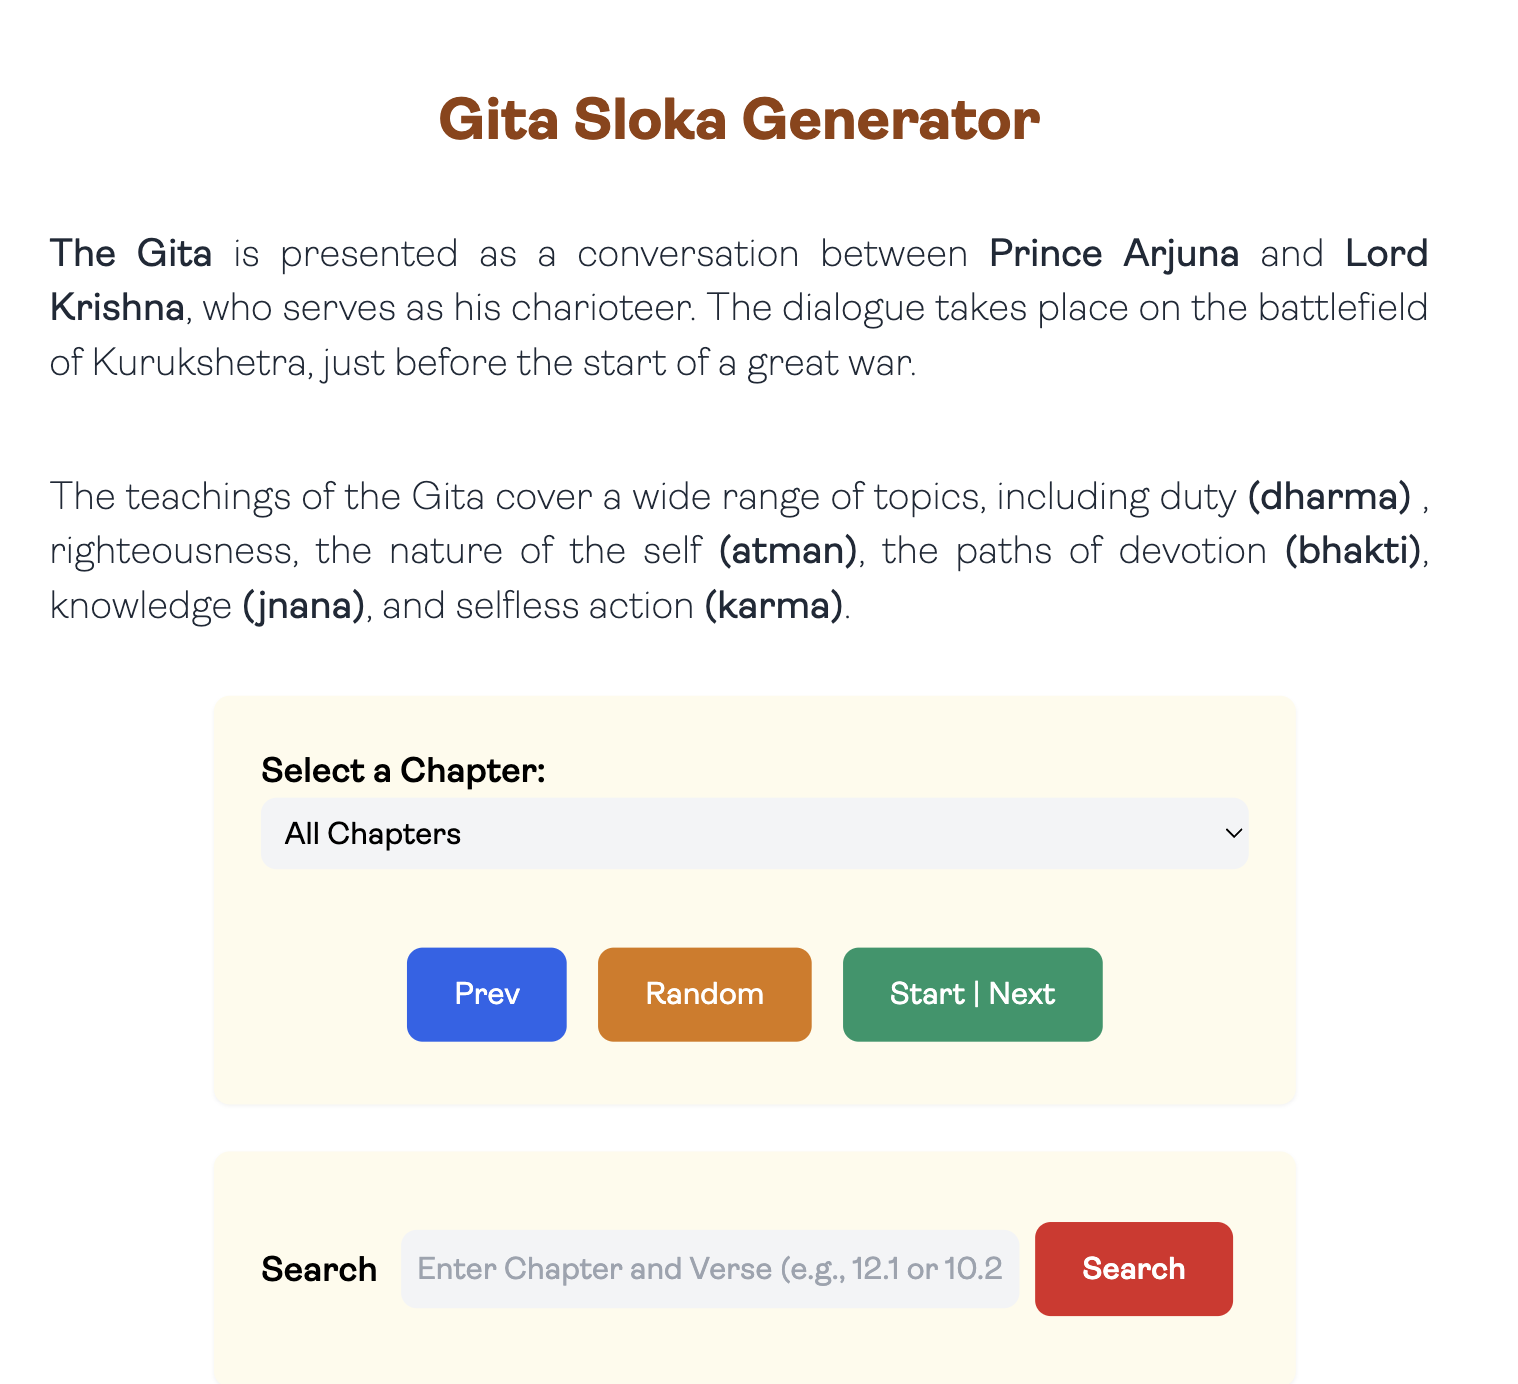 Gita Sloka Generator
The Gita is presented as a conversation between Prince Arjuna and Lord
Krishna, who serves as his charioteer. The dialogue takes place on the battlefield
of Kurukshetra, just before the start of a great war.
The teachings of the Gita cover a wide range of topics, including duty (dharma) ,
righteousness, the nature of the self (atman), the paths of devotion (bhakti),
knowledge (jnana), and selfless action (karma).
Select a Chapter:
All Chapters
Prev Random Start | Next
Search Enter Chapter and Verse (e.g., 12.1 or 10.2 Search